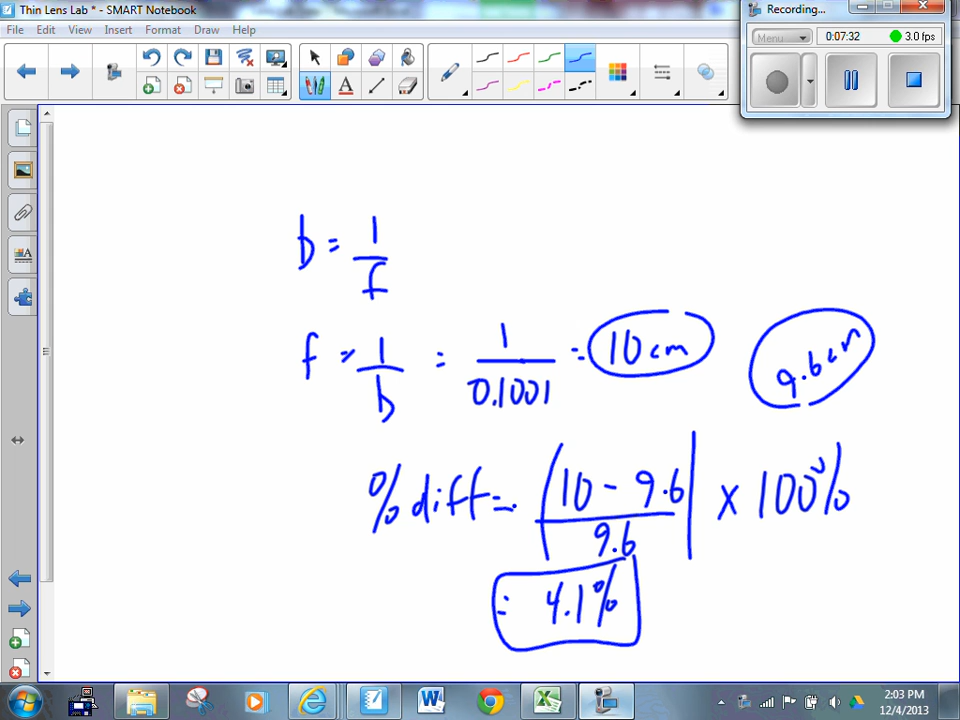 Thin Lens Lab * - SMART Notebook
File Edit View Insert Format Draw Help
Recording...
Menu 0:07:32 3.0 fps
b = 1/f
f = 1/b = 1/0.1001 = 10 cm
9.6 cm
% diff = |10 - 9.6 / 9.6| x 100%
= 4.1%
2:03 PM
12/4/2013